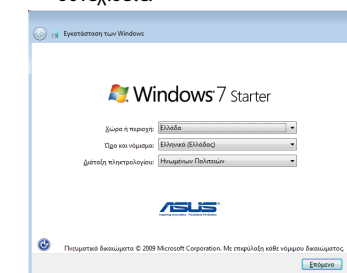 συνεχίσετε
Εγκατάσταση των Windows
Windows 7 Starter
Χώρα ή περιοχή: Ελλάδα
Ώρα και νόμισμα: Ελληνικά (Ελλάδας)
Διάταξη πληκτρολογίου: Ηνωμένων Πολιτειών
ASUS
Πνευματικά δικαιώματα © 2009 Microsoft Corporation. Με επιφύλαξη κάθε νόμιμου δικαιώματος.
Επόμενο